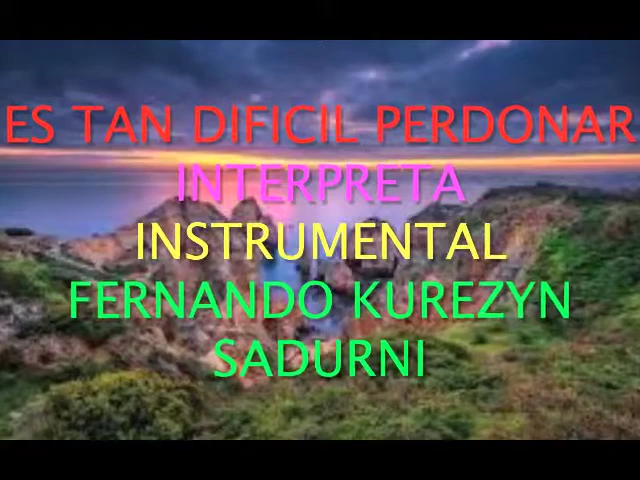 ES TAN DIFICIL PERDONAR
INTERPRETA
INSTRUMENTAL
FERNANDO KUREZYN
SADURNI